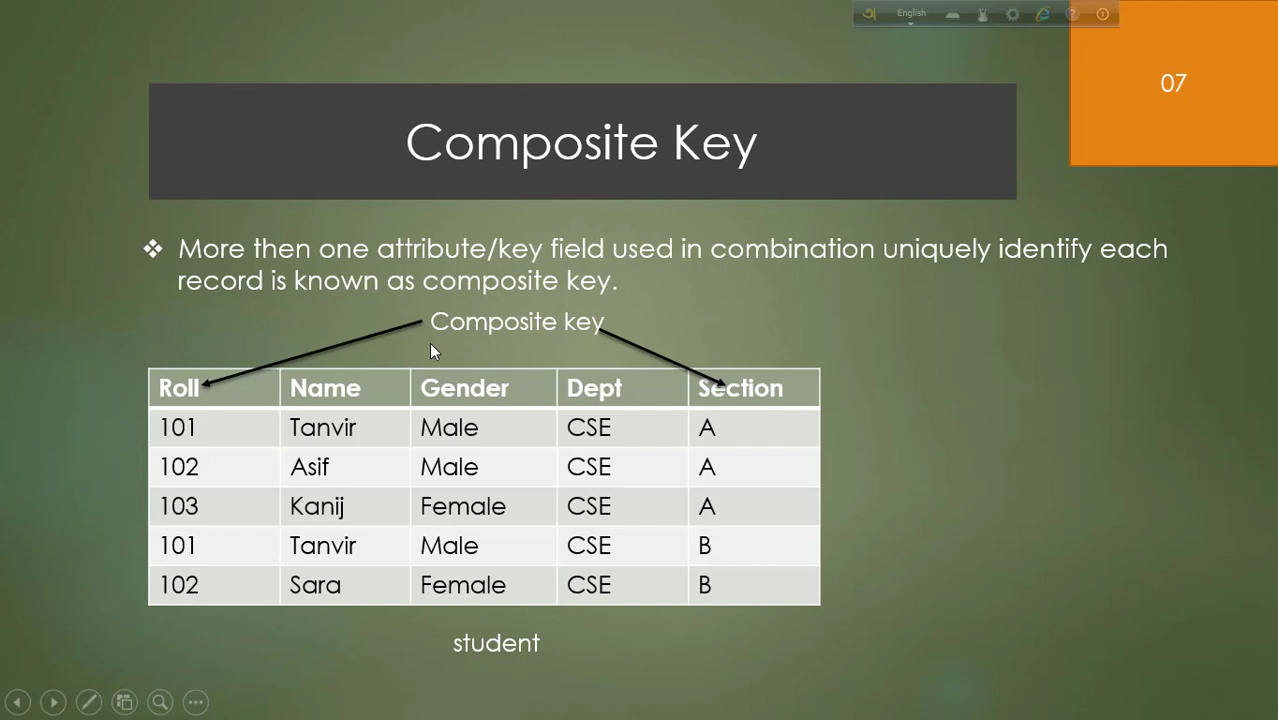 English
07
Composite Key
❖ More then one attribute/key field used in combination uniquely identify each
record is known as composite key.
Composite key
Roll Name Gender Dept Section
101 Tanvir Male CSE A
102 Asif Male CSE A
103 Kanij Female CSE A
101 Tanvir Male CSE B
102 Sara Female CSE B
student